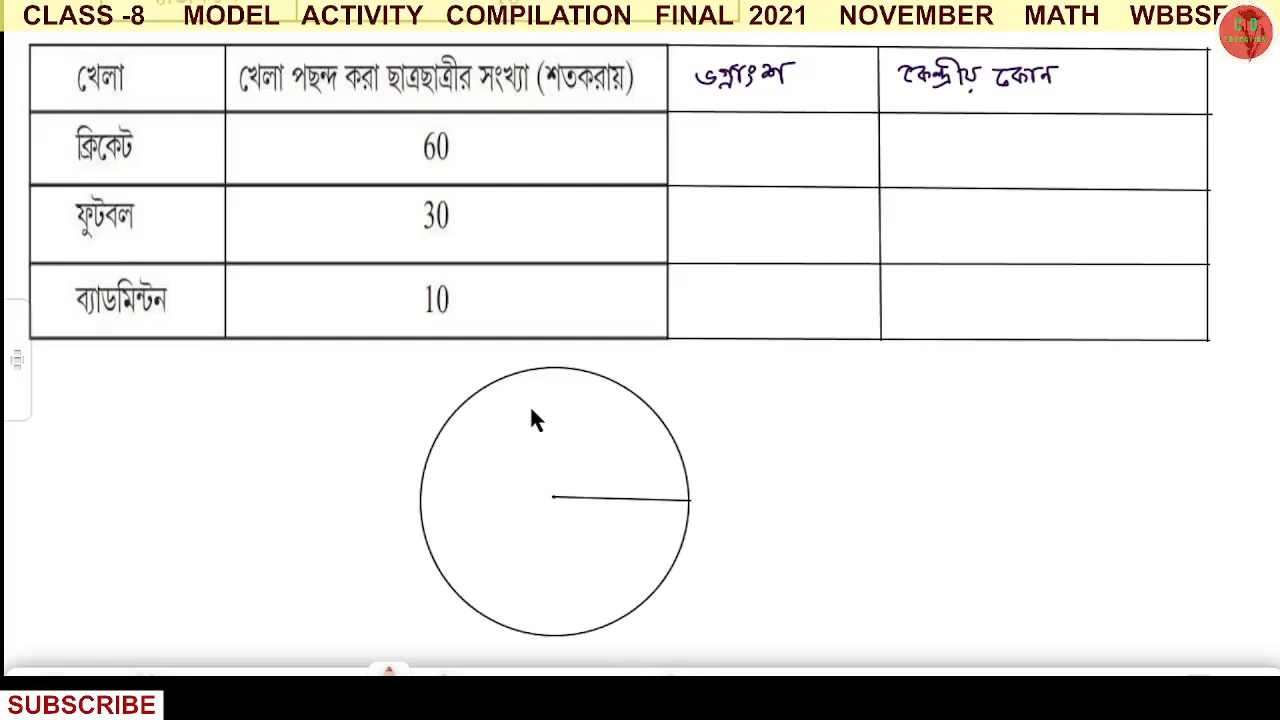 CLASS -8 MODEL ACTIVITY COMPILATION FINAL 2021 NOVEMBER MATH WBBSE
খেলা খেলা পছন্দ করা ছাত্রছাত্রীর সংখ্যা (শতকরায়) ভগ্নাংশ কেন্দ্রীয় কোন
ক্রিকেট 60
ফুটবল 30
ব্যাডমিন্টন 10
SUBSCRIBE